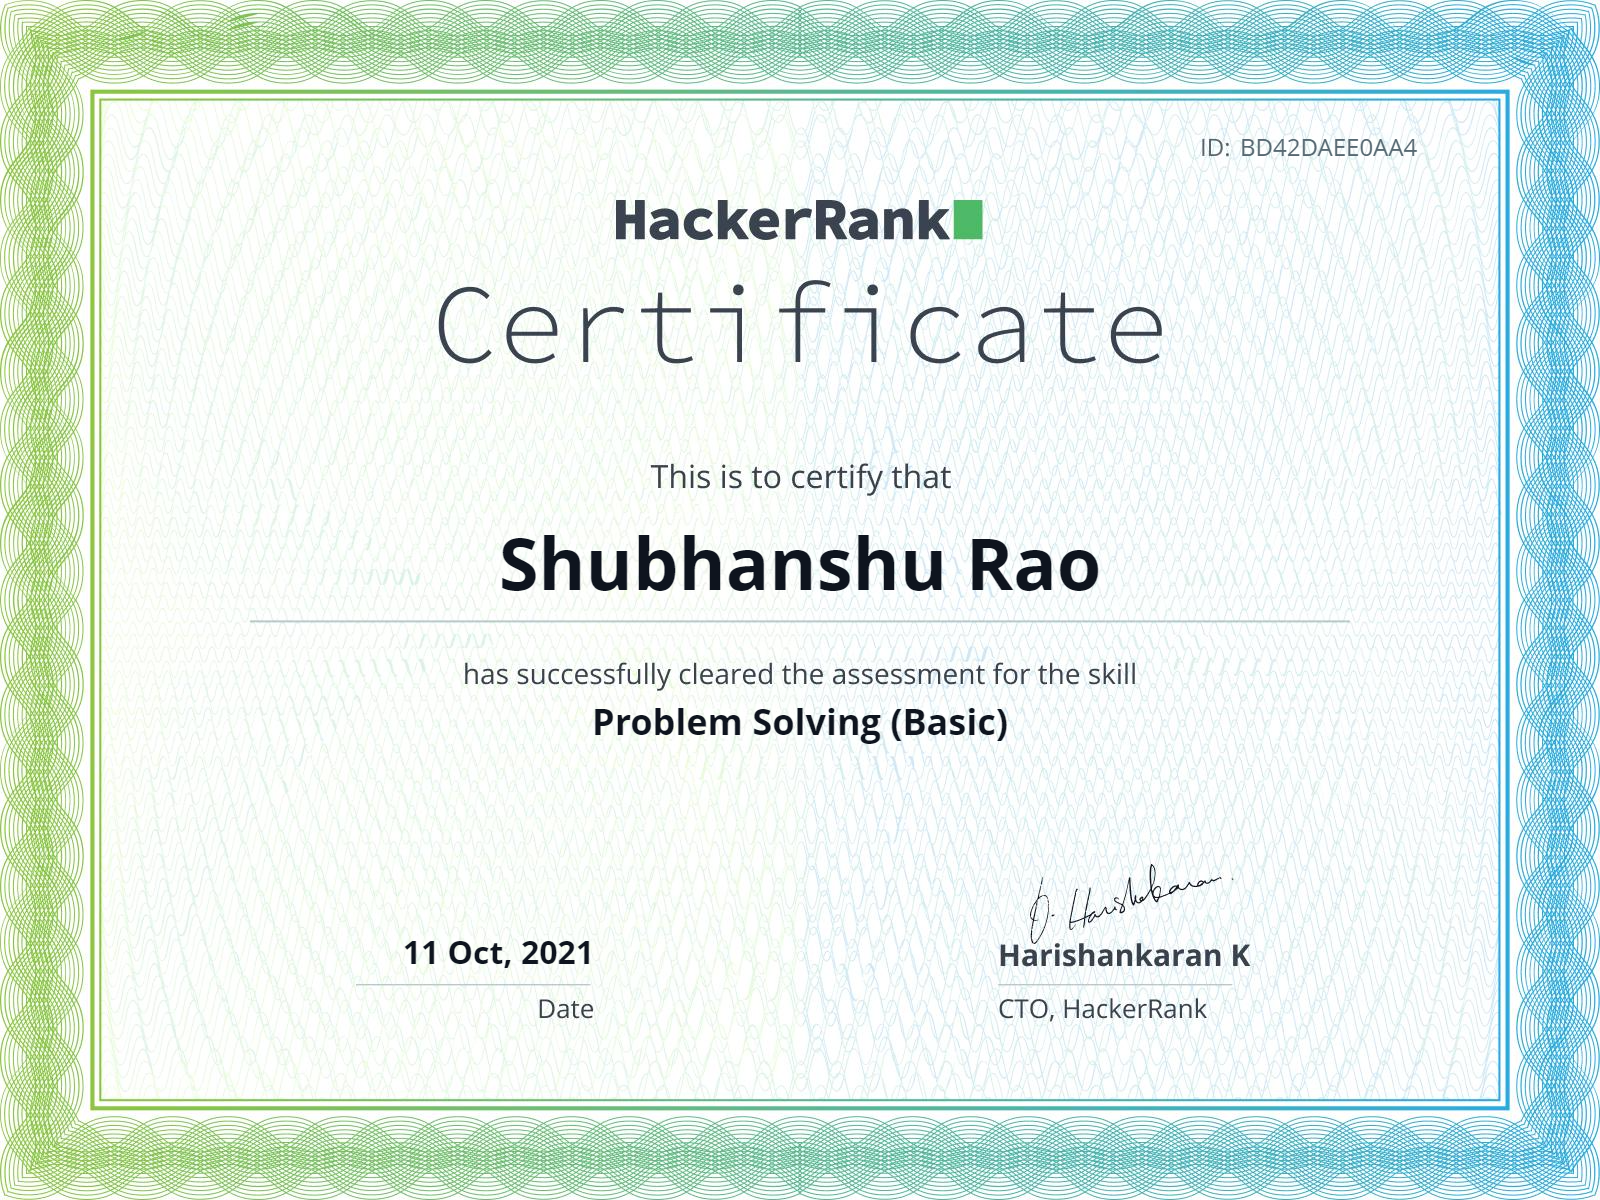 ID: BD42DAEE0AA4
HackerRank
Certificate
This is to certify that
Shubhanshu Rao
has successfully cleared the assessment for the skill
Problem Solving (Basic)
11 Oct, 2021
Date
Harishankaran K
CTO, HackerRank